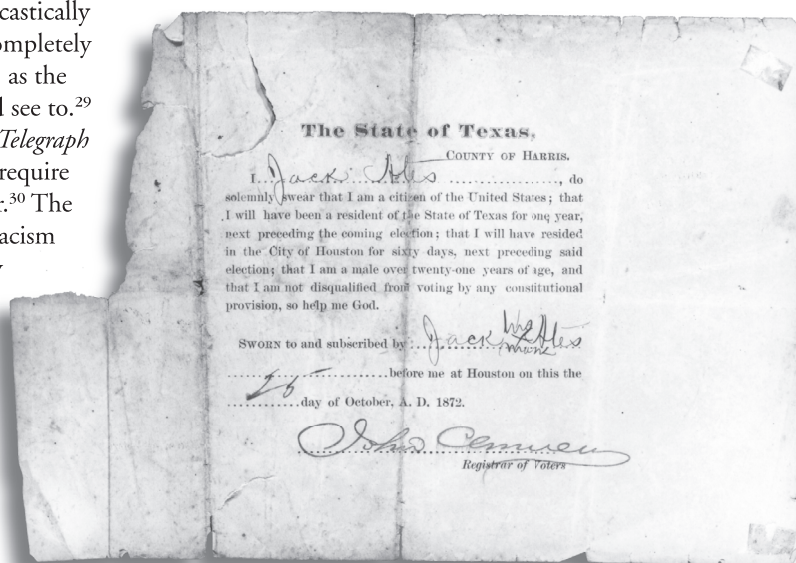 castically
ompletely
as the
l see to.²⁹
Telegraph
require
r.³⁰ The
acism
The State of Texas,
COUNTY OF HARRIS.
I Jack Ates, do
solemnly swear that I am a citizen of the United States; that
I will have been a resident of the State of Texas for one year,
next preceding the coming election; that I will have resided
in the City of Houston for sixty days, next preceding said
election; that I am a male over twenty-one years of age, and
that I am not disqualified from voting by any constitutional
provision, so help me God.
his
SWORN to and subscribed by Jack X Ates
mark
before me at Houston on this the
25
day of October, A. D. 1872.
John
Registrar of Voters